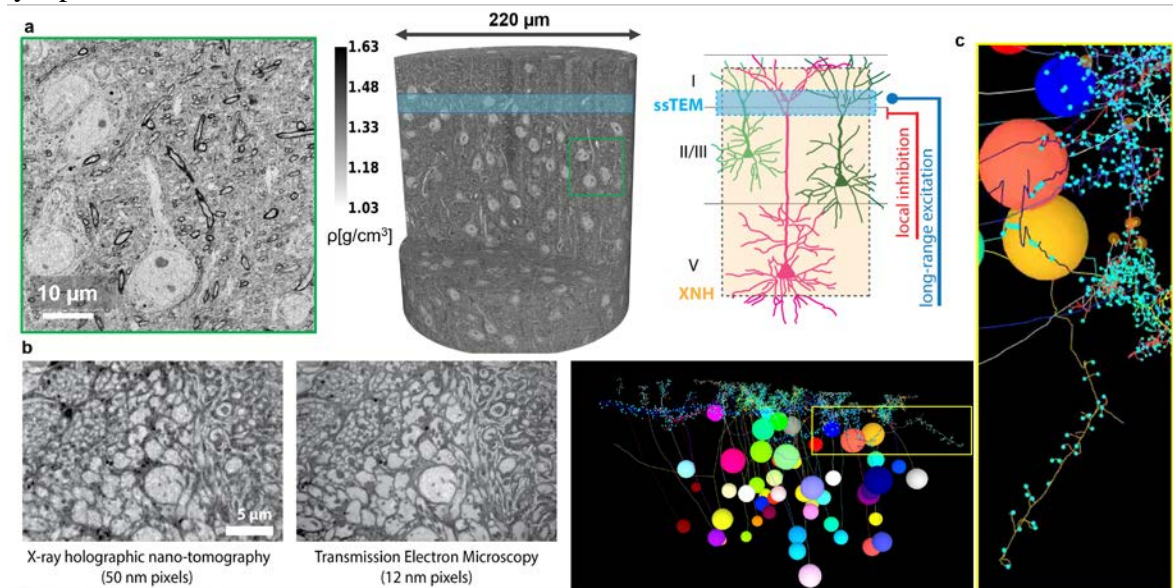 a
220 µm
c
1.63
1.48
1.33
1.18
1.03
ρ[g/cm³]
10 µm
I
ssTEM
II/III
V
XNH
local inhibition
long-range excitation
b
5 µm
X-ray holographic nano-tomography
(50 nm pixels)
Transmission Electron Microscopy
(12 nm pixels)